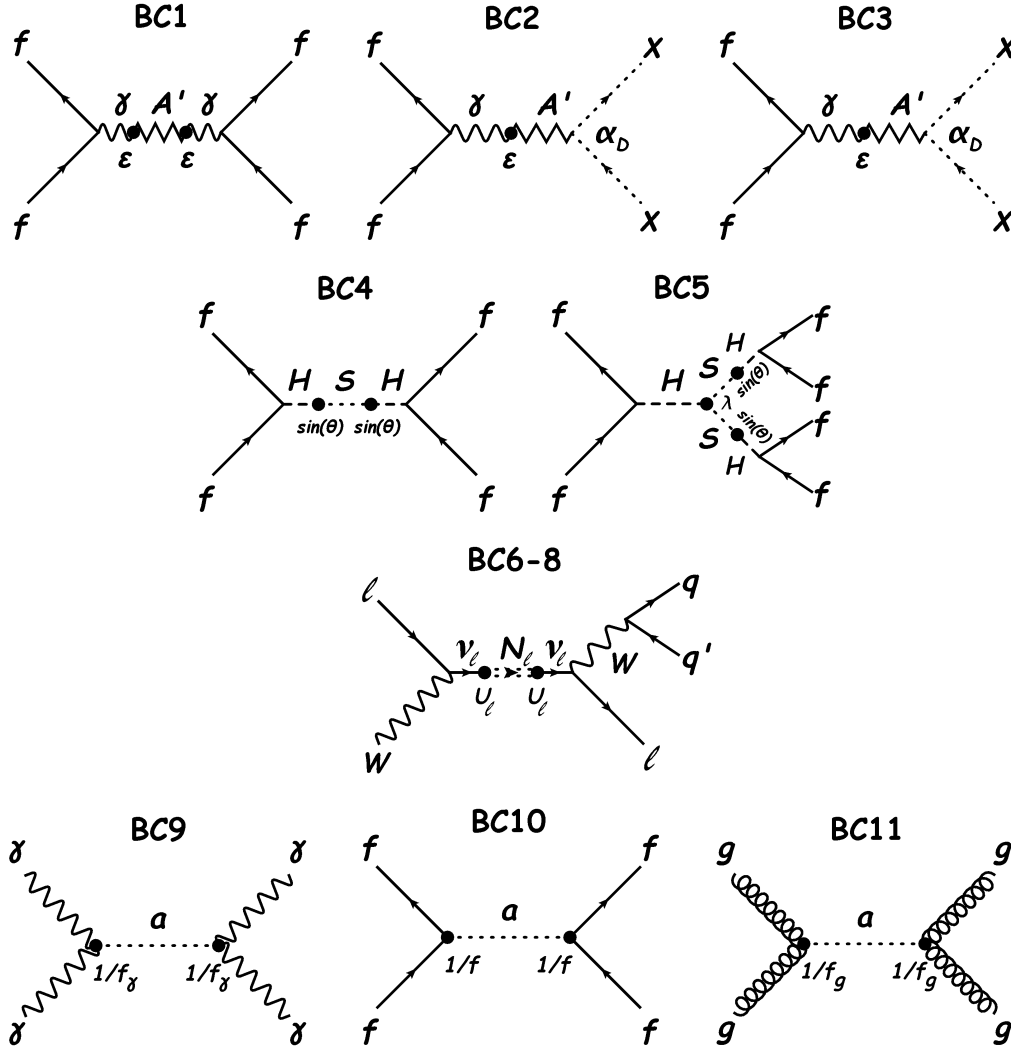 BC1 BC2 BC3
f f f X f X
γ A' γ γ A' γ A'
ε ε ε α_D ε α_D
f f f X f X
BC4 BC5
f f f H f
H S H H S sin(θ) f
sin(θ) sin(θ) λ
S sin(θ) f
H
f f f f
BC6-8
ℓ q
ν_ℓ N_ℓ ν_ℓ W q'
U_ℓ U_ℓ
W ℓ
BC9 BC10 BC11
γ γ f f g g
a a a
1/f_γ 1/f_γ 1/f 1/f 1/f_g 1/f_g
γ γ f f g g